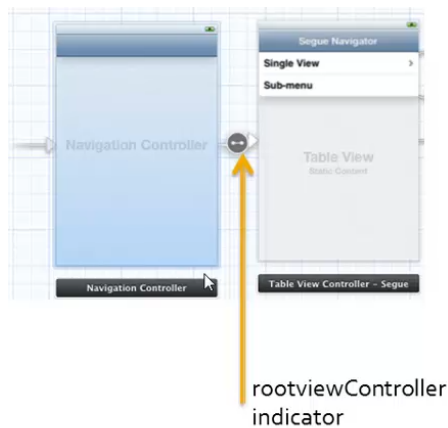 Segue Navigator
Single View
Sub-menu
Navigation Controller
Table View
Static Content
Navigation Controller
Table View Controller – Segue
rootviewController
indicator